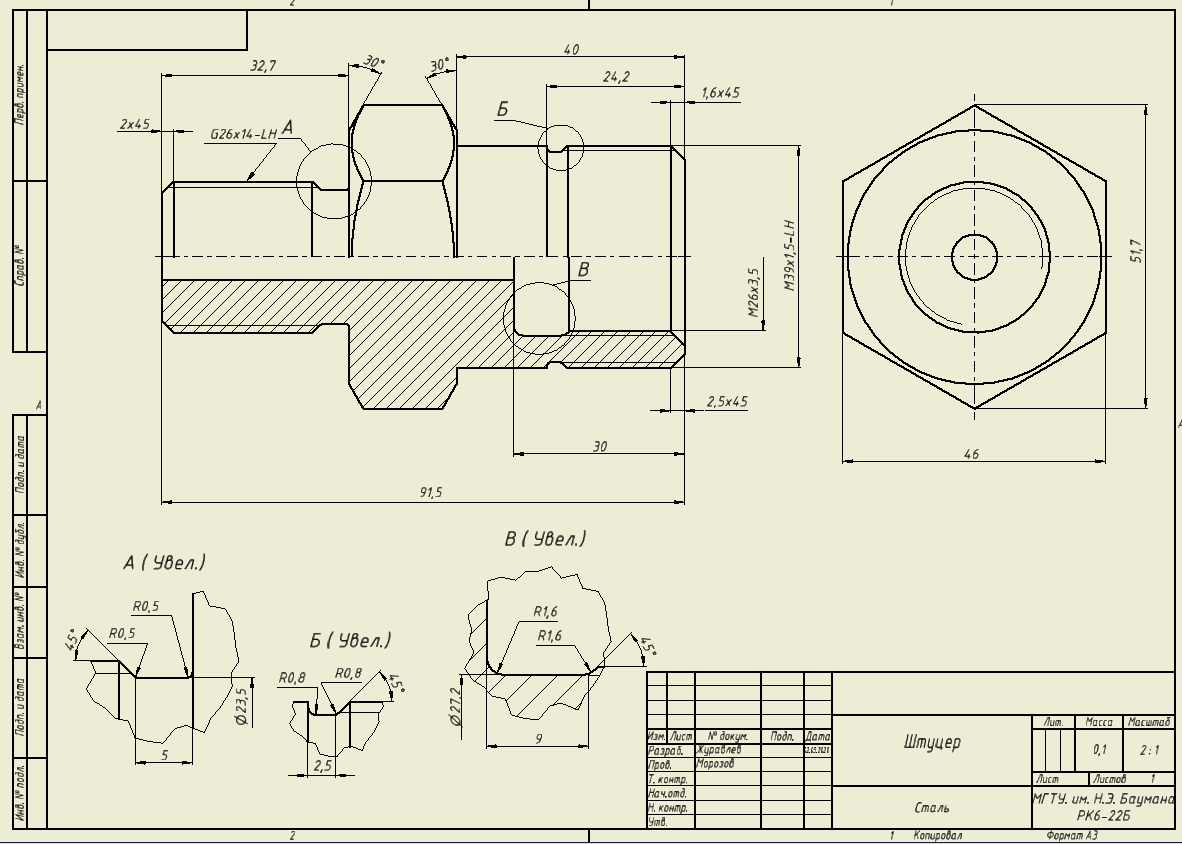 2
1
Перв. примен.
Справ. №
А
Подп. и дата
Инв. № дубл.
Взам. инв. №
Подп. и дата
Инв. № подл.
40
32,7
30°
30°
24,2
1,6x45
2x45
G26x14-LH
А
Б
В
M26x3,5
M39x1,5-LH
51,7
2,5x45
30
46
91,5
А ( Увел.)
R0,5
R0,5
45°
Ø23,5
5
Б ( Увел.)
R0,8
R0,8
45°
2,5
В ( Увел.)
R1,6
R1,6
45°
Ø27,2
9
Изм. Лист № докум. Подп. Дата
Разраб. Журавлев
Пров. Морозов
Т. контр.
Нач.отд.
Н. контр.
Утв.
Штуцер
Сталь
Лит. Масса Масштаб
0,1 2:1
Лист Листов 1
МГТУ. им. Н.Э. Баумана
РК6-22Б
2
1 Копировал Формат А3